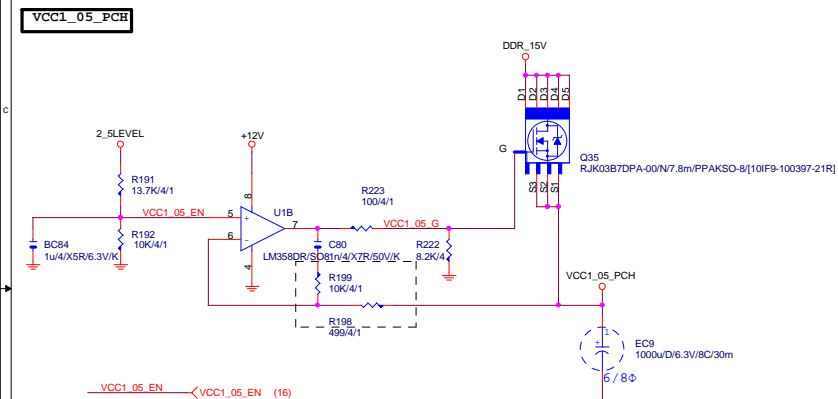 VCC1_05_PCH
DDR_15V
D1
D2
D3
D4
D5
C
2_5LEVEL
+12V
G
Q35
RJK03B7DPA-00/N/7.8m/PPAKSO-8/[10IF9-100397-21R]
R191
13.7K/4/1
8
S3
S2
S1
R223
100/4/1
VCC1_05_EN
5
+
U1B
7
VCC1_05_G
6
-
R192
10K/4/1
BC84
1u/4/X5R/6.3V/K
4
C80
LM358DR/SO81n/4/X7R/50V/K
R222
8.2K/4
R199
10K/4/1
VCC1_05_PCH
R198
499/4/1
1
+
EC9
1000u/D/6.3V/8C/30m
6/8Φ
VCC1_05_EN
VCC1_05_EN (16)